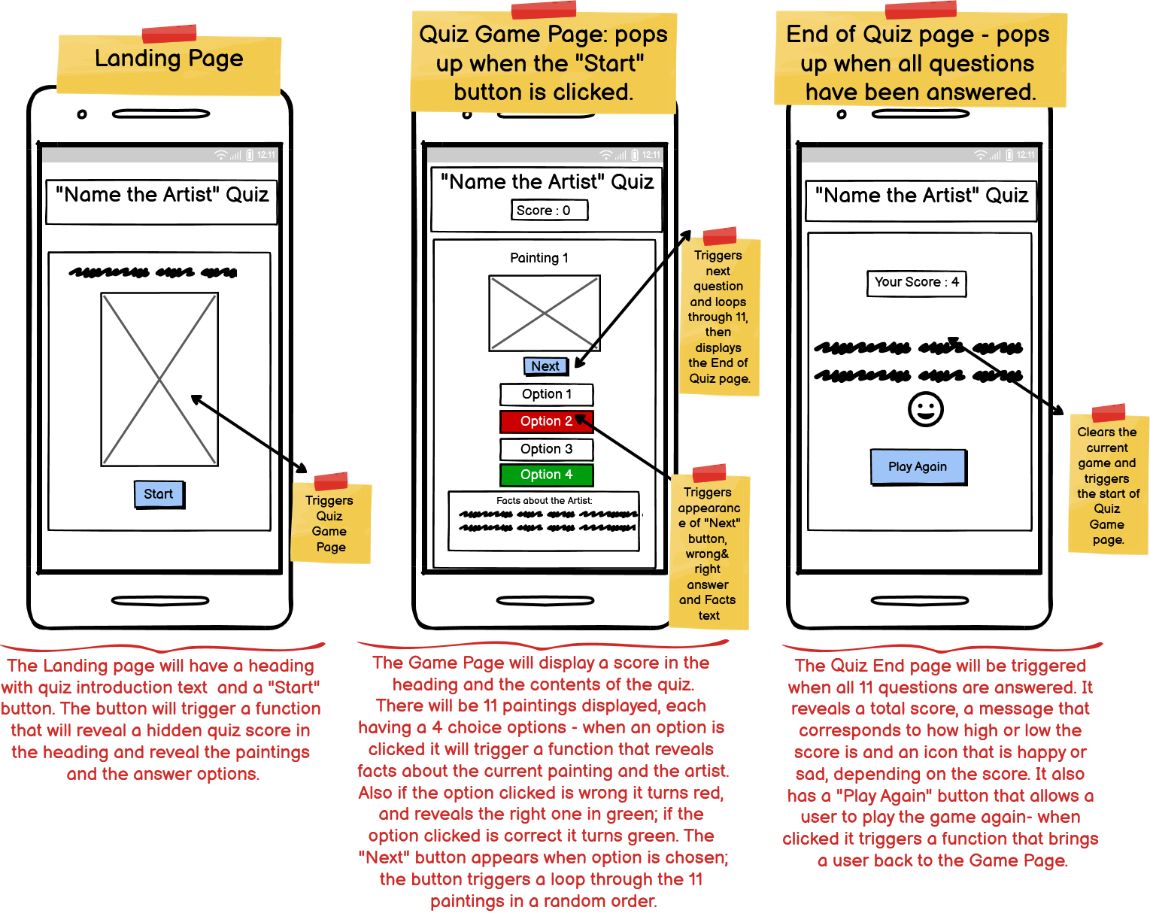 Landing Page
12:11
"Name the Artist" Quiz
Start
Triggers
Quiz
Game
Page
The Landing page will have a heading
with quiz introduction text and a "Start"
button. The button will trigger a function
that will reveal a hidden quiz score in
the heading and reveal the paintings
and the answer options.
Quiz Game Page: pops
up when the "Start"
button is clicked.
12:11
"Name the Artist" Quiz
Score : 0
Painting 1
Next
Option 1
Option 2
Option 3
Option 4
Facts about the Artist:
Triggers
next
question
and loops
through 11,
then
displays
the End of
Quiz page.
Triggers
appearanc
e of "Next"
button,
wrong&
right
answer
and Facts
text
The Game Page will display a score in the
heading and the contents of the quiz.
There will be 11 paintings displayed, each
having a 4 choice options - when an option is
clicked it will trigger a function that reveals
facts about the current painting and the artist.
Also if the option clicked is wrong it turns red,
and reveals the right one in green; if the
option clicked is correct it turns green. The
"Next" button appears when option is chosen;
the button triggers a loop through the 11
paintings in a random order.
End of Quiz page - pops
up when all questions
have been answered.
12:11
"Name the Artist" Quiz
Your Score : 4
Play Again
Clears the
current
game and
triggers
the start of
Quiz
Game
page.
The Quiz End page will be triggered
when all 11 questions are answered. It
reveals a total score, a message that
corresponds to how high or low the
score is and an icon that is happy or
sad, depending on the score. It also
has a "Play Again" button that allows a
user to play the game again- when
clicked it triggers a function that brings
a user back to the Game Page.